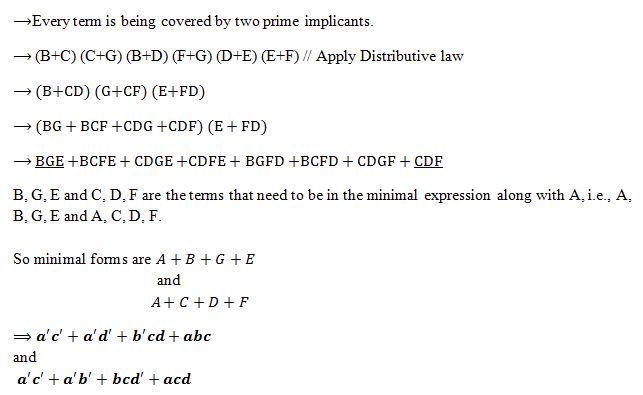 →Every term is being covered by two prime implicants.
→ (B+C) (C+G) (B+D) (F+G) (D+E) (E+F) // Apply Distributive law
→ (B+CD) (G+CF) (E+FD)
→ (BG + BCF +CDG +CDF) (E + FD)
→ BGE +BCFE + CDGE +CDFE + BGFD +BCFD + CDGF + CDF
B, G, E and C, D, F are the terms that need to be in the minimal expression along with A, i.e., A,
B, G, E and A, C, D, F.
So minimal forms are A + B + G + E
and
A + C + D + F
⟹ a′c′ + a′d′ + b′cd + abc
and
a′c′ + a′b′ + bcd′ + acd